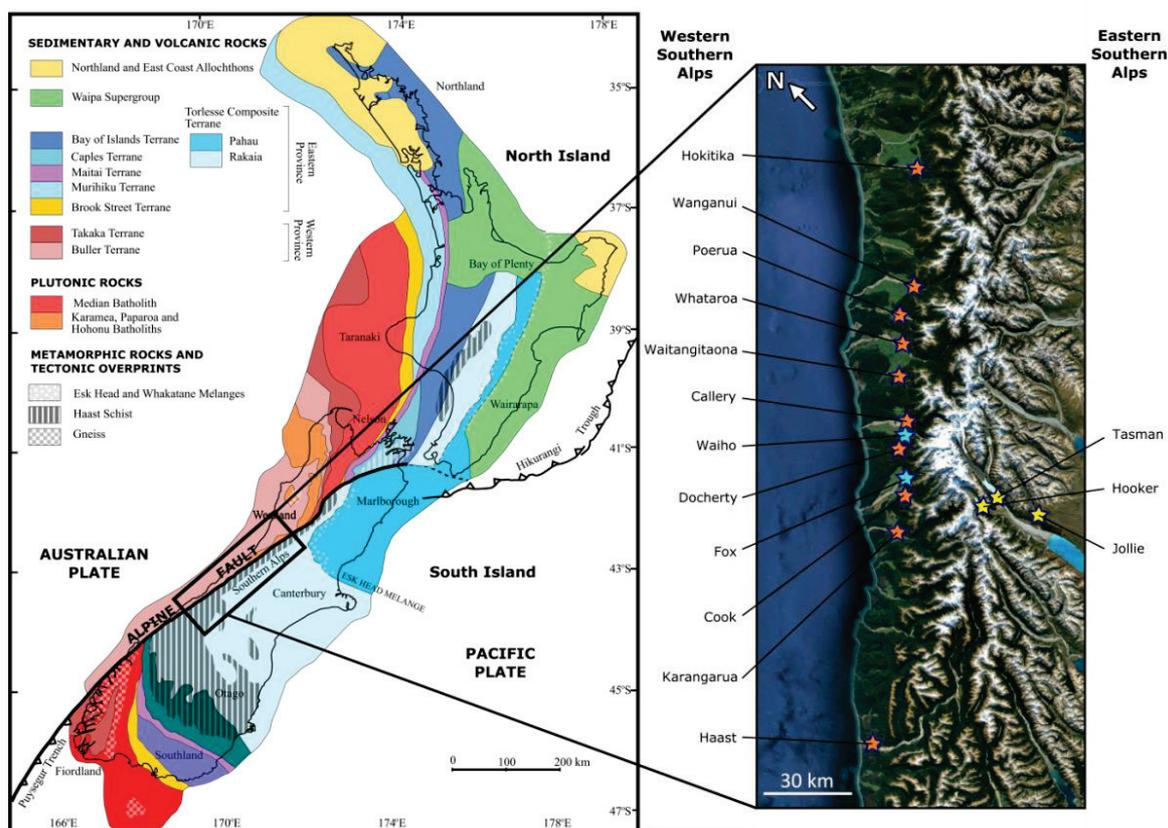 170°E
174°E
178°E
SEDIMENTARY AND VOLCANIC ROCKS
Northland and East Coast Allochthons
Waipa Supergroup
Bay of Islands Terrane
Caples Terrane
Maitai Terrane
Murihiku Terrane
Brook Street Terrane
Torlesse Composite
Terrane
Pahau
Rakaia
Eastern
Province
Takaka Terrane
Buller Terrane
Western
Province
PLUTONIC ROCKS
Median Batholith
Karamea, Paparoa and
Hohonu Batholiths
METAMORPHIC ROCKS AND
TECTONIC OVERPRINTS
Esk Head and Whakatane Melanges
Haast Schist
Gneiss
Northland
North Island
Bay of Plenty
Taranaki
Nelson
Wairarapa
Hikurangi Trough
Marlborough
Westland
AUSTRALIAN
PLATE
ALPINE FAULT
Southern Alps
South Island
Canterbury
ESK HEAD MELANGE
PACIFIC
PLATE
Otago
Southland
Fiordland
Puysegur Trench
35°S
37°S
39°S
41°S
43°S
45°S
47°S
0 100 200 km
166°E
170°E
174°E
178°E
Western
Southern
Alps
Eastern
Southern
Alps
N
Hokitika
Wanganui
Poerua
Whataroa
Waitangitaona
Callery
Waiho
Docherty
Fox
Cook
Karangarua
Haast
Tasman
Hooker
Jollie
30 km